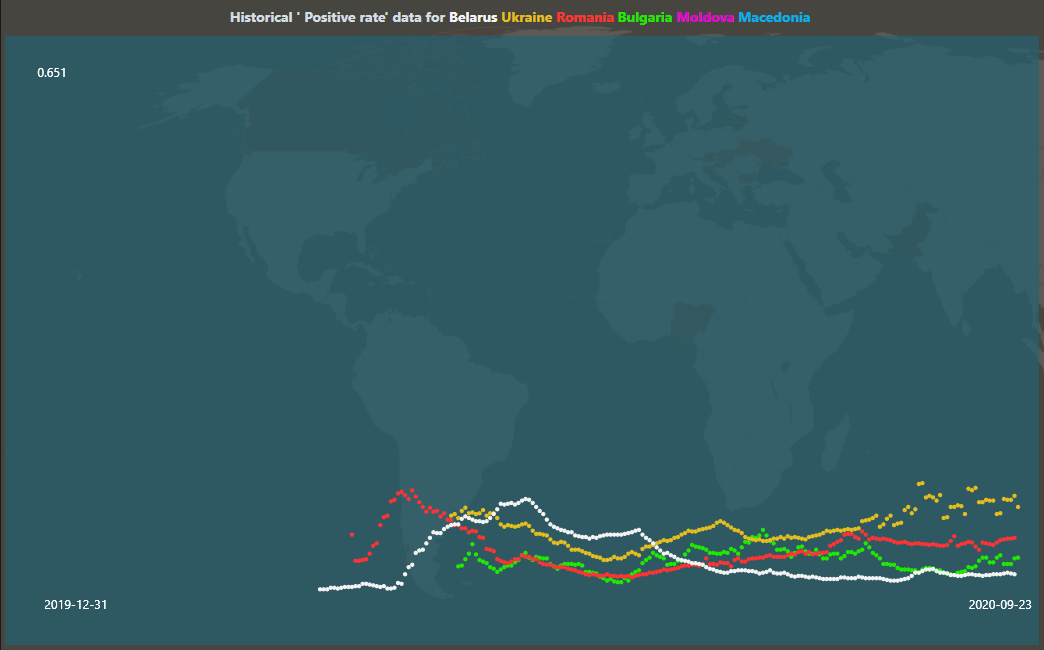 Historical ' Positive rate' data for Belarus Ukraine Romania Bulgaria Moldova Macedonia
0.651
2019-12-31 2020-09-23